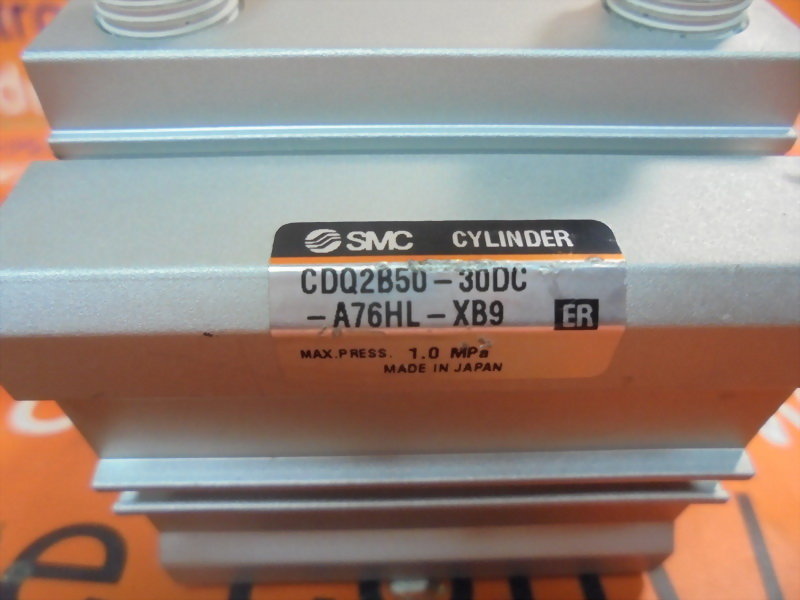 SMC CYLINDER
CDQ2B50-30DC
-A76HL-XB9 ER
MAX.PRESS. 1.0 MPa
MADE IN JAPAN